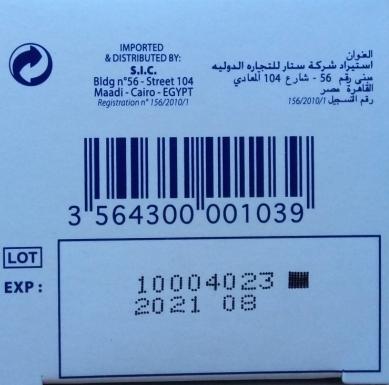 IMPORTED
& DISTRIBUTED BY:
S.I.C.
Bldg n°56 - Street 104
Maadi - Cairo - EGYPT
Registration n° 156/2010/1
العنوان
استيراد شركة ستار للتجاره الدوليه
مبنى رقم 56 - شارع 104 المعادي
القاهرة مصر
رقم التسجيل 156/2010/1
3 564300 001039
LOT
10004023
EXP :
2021 08